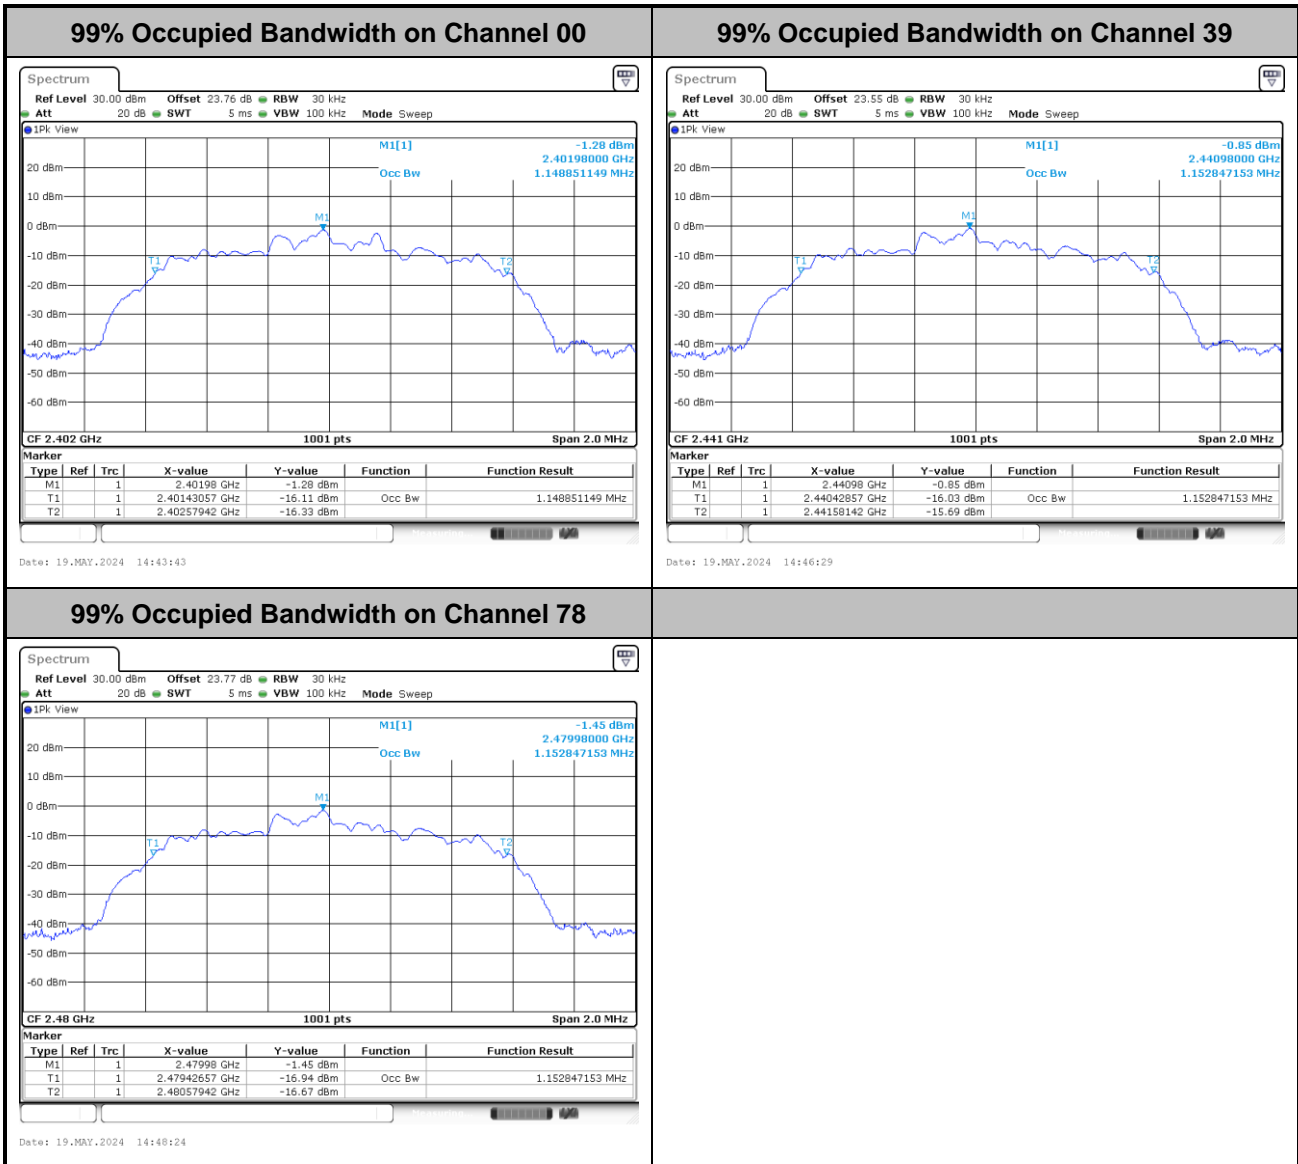 99% Occupied Bandwidth on Channel 00
Spectrum
Ref Level 30.00 dBm Offset 23.76 dB RBW 30 kHz
Att 20 dB SWT 5 ms VBW 100 kHz Mode Sweep
1Pk View
M1[1] -1.28 dBm
2.40198000 GHz
Occ Bw 1.148851149 MHz
20 dBm
10 dBm
0 dBm
-10 dBm
-20 dBm
-30 dBm
-40 dBm
-50 dBm
-60 dBm
M1
T1
T2
CF 2.402 GHz 1001 pts Span 2.0 MHz
Marker
Type Ref Trc X-value Y-value Function Function Result
M1 1 2.40198 GHz -1.28 dBm
T1 1 2.40143057 GHz -16.11 dBm Occ Bw 1.148851149 MHz
T2 1 2.40257942 GHz -16.33 dBm
Date: 19.MAY.2024 14:43:43
99% Occupied Bandwidth on Channel 39
Spectrum
Ref Level 30.00 dBm Offset 23.55 dB RBW 30 kHz
Att 20 dB SWT 5 ms VBW 100 kHz Mode Sweep
1Pk View
M1[1] -0.85 dBm
2.44098000 GHz
Occ Bw 1.152847153 MHz
20 dBm
10 dBm
0 dBm
-10 dBm
-20 dBm
-30 dBm
-40 dBm
-50 dBm
-60 dBm
M1
T1
T2
CF 2.441 GHz 1001 pts Span 2.0 MHz
Marker
Type Ref Trc X-value Y-value Function Function Result
M1 1 2.44098 GHz -0.85 dBm
T1 1 2.44042857 GHz -16.03 dBm Occ Bw 1.152847153 MHz
T2 1 2.44158142 GHz -15.69 dBm
Date: 19.MAY.2024 14:46:29
99% Occupied Bandwidth on Channel 78
Spectrum
Ref Level 30.00 dBm Offset 23.77 dB RBW 30 kHz
Att 20 dB SWT 5 ms VBW 100 kHz Mode Sweep
1Pk View
M1[1] -1.45 dBm
2.47998000 GHz
Occ Bw 1.152847153 MHz
20 dBm
10 dBm
0 dBm
-10 dBm
-20 dBm
-30 dBm
-40 dBm
-50 dBm
-60 dBm
M1
T1
T2
CF 2.48 GHz 1001 pts Span 2.0 MHz
Marker
Type Ref Trc X-value Y-value Function Function Result
M1 1 2.47998 GHz -1.45 dBm
T1 1 2.47942657 GHz -16.94 dBm Occ Bw 1.152847153 MHz
T2 1 2.48057942 GHz -16.67 dBm
Measuring...
Date: 19.MAY.2024 14:48:24